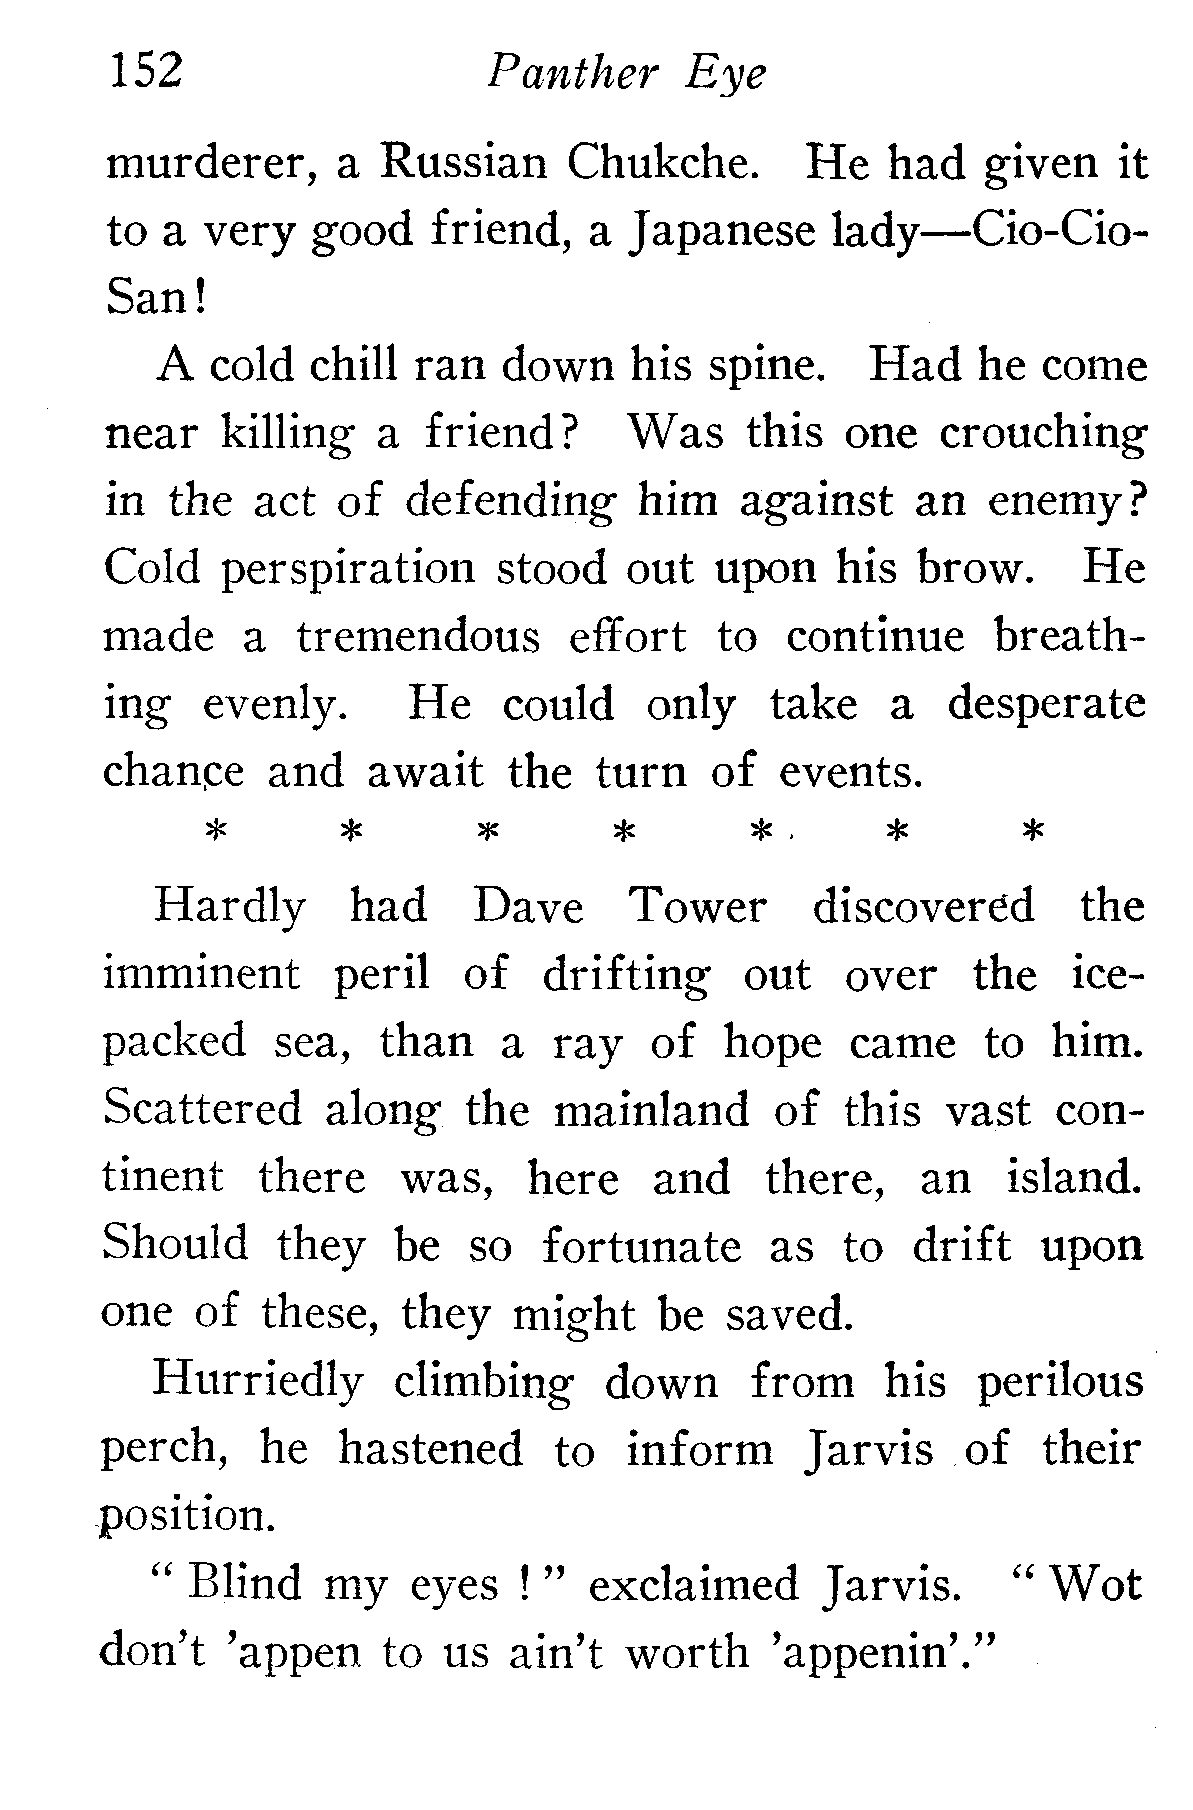 152 Panther Eye
murderer, a Russian Chukche. He had given it
to a very good friend, a Japanese lady—Cio-Cio-
San!
A cold chill ran down his spine. Had he come
near killing a friend? Was this one crouching
in the act of defending him against an enemy?
Cold perspiration stood out upon his brow. He
made a tremendous effort to continue breath-
ing evenly. He could only take a desperate
chance and await the turn of events.
* * * * * * *
Hardly had Dave Tower discovered the
imminent peril of drifting out over the ice-
packed sea, than a ray of hope came to him.
Scattered along the mainland of this vast con-
tinent there was, here and there, an island.
Should they be so fortunate as to drift upon
one of these, they might be saved.
Hurriedly climbing down from his perilous
perch, he hastened to inform Jarvis of their
position.
“ Blind my eyes ! ” exclaimed Jarvis. “ Wot
don’t ’appen to us ain’t worth ’appenin’.”